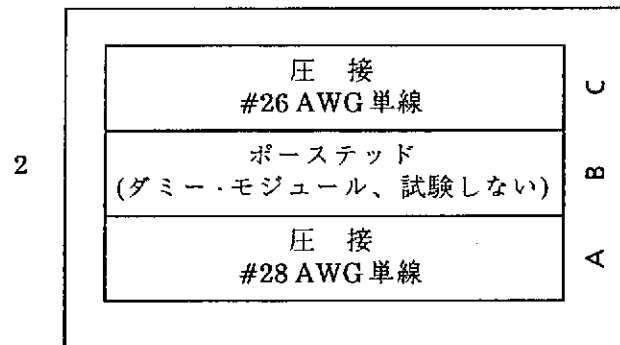 圧 接
#26 AWG 単線
C
2
ポーステッド
(ダミー・モジュール、試験しない)
B
圧 接
#28 AWG 単線
A